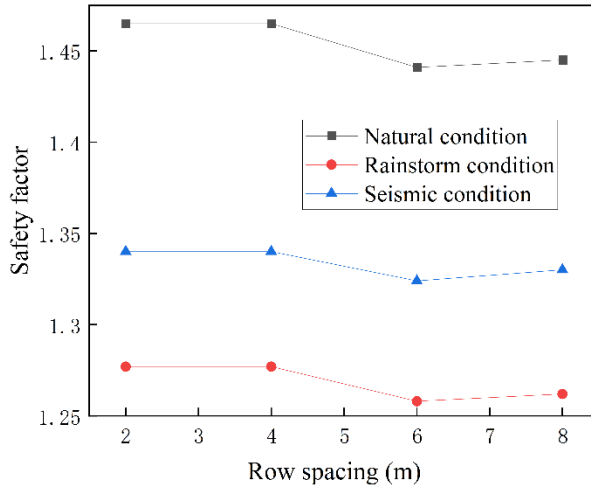 Safety factor
1.45
1.4
1.35
1.3
1.25
Natural condition
Rainstorm condition
Seismic condition
2 3 4 5 6 7 8
Row spacing (m)